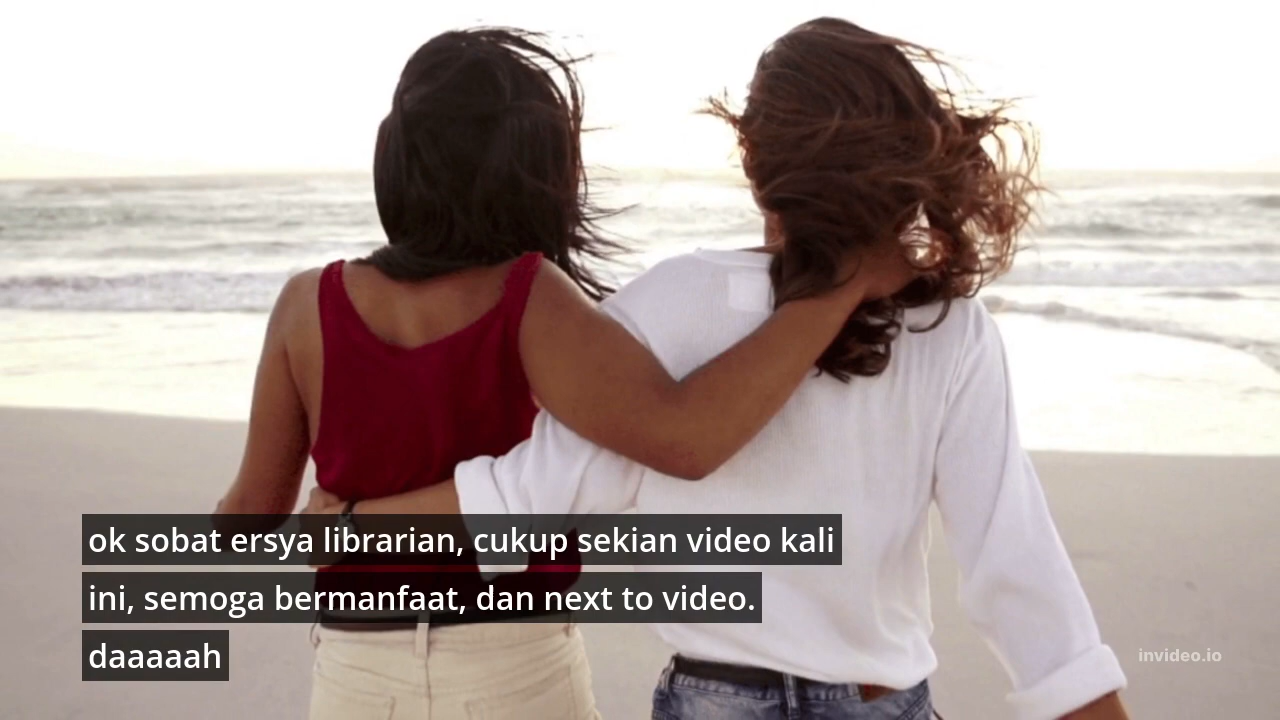 ok sobat ersya librarian, cukup sekian video kali
ini, semoga bermanfaat, dan next to video.
daaaaah
invideo.io